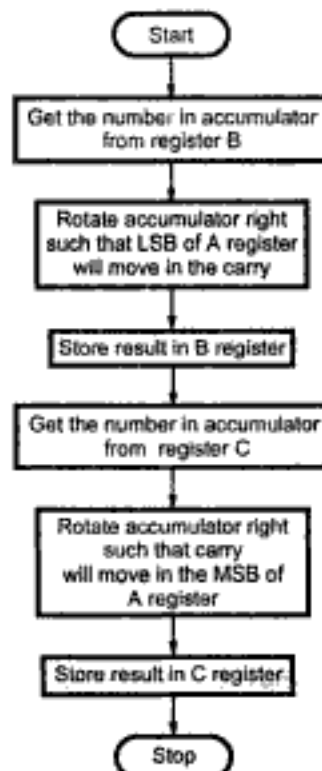 Start
Get the number in accumulator
from register B
Rotate accumulator right
such that LSB of A register
will move in the carry
Store result in B register
Get the number in accumulator
from register C
Rotate accumulator right
such that carry
will move in the MSB of
A register
Store result in C register
Stop